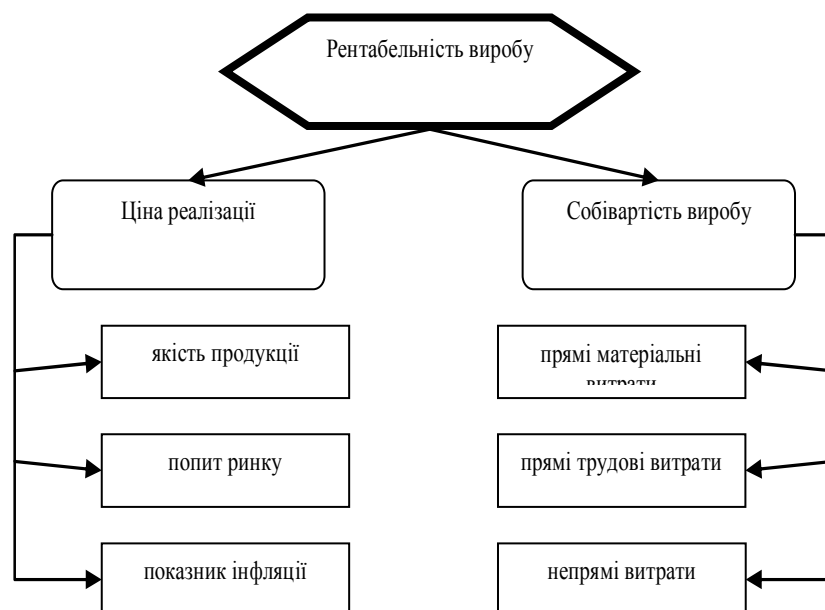 Рентабельність виробу
Ціна реалізації
Собівартість виробу
якість продукції
прямі матеріальні
витрати
попит ринку
прямі трудові витрати
показник інфляції
непрямі витрати